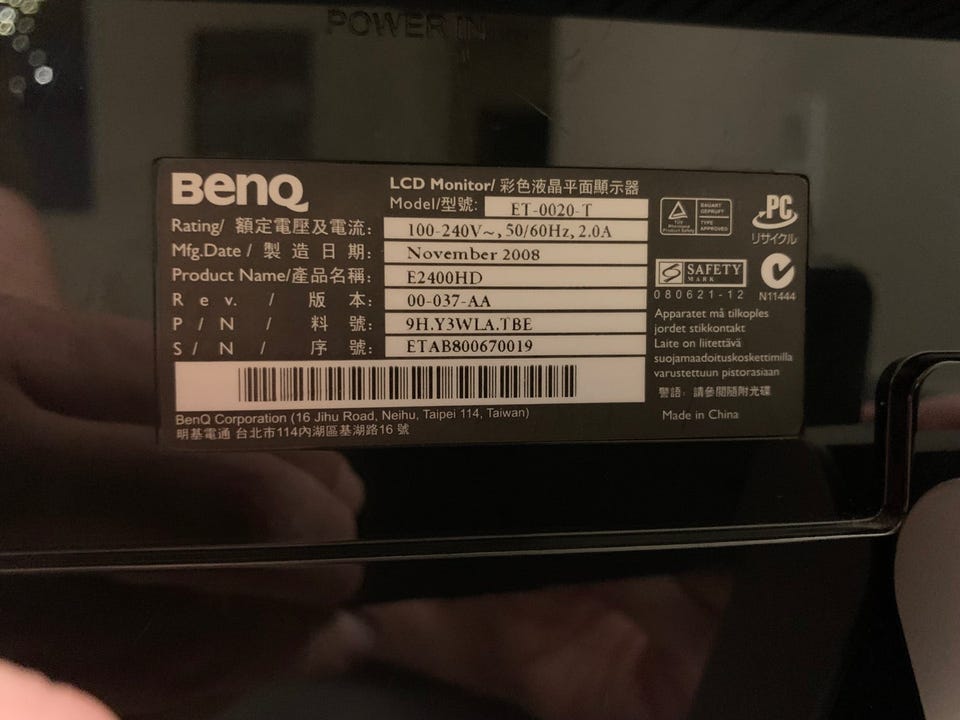 POWER IN
BenQ
LCD Monitor/ 彩色液晶平面顯示器
Model/型號: ET-0020-T
Rating/ 額定電壓及電流: 100-240V~, 50/60Hz, 2.0A
Mfg.Date / 製造日期: November 2008
Product Name/產品名稱: E2400HD
Rev. / 版本: 00-037-AA
P/N / 料號: 9H.Y3WLA.TBE
S/N / 序號: ETAB800670019
BenQ Corporation (16 Jihu Road, Neihu, Taipei 114, Taiwan)
明基電通 台北市114內湖區基湖路16 號
BAUART
GEPRUFT
TYPE
APPROVED
PC
リサイクル
S SAFETY
MARK
080621-12
N11444
Apparatet må tilkoples
jordet stikkontakt
Laite on liitettävä
suojamaadoituskoskettimilla
varustettuun pistorasiaan
警語: 請參閱隨附光碟
Made in China